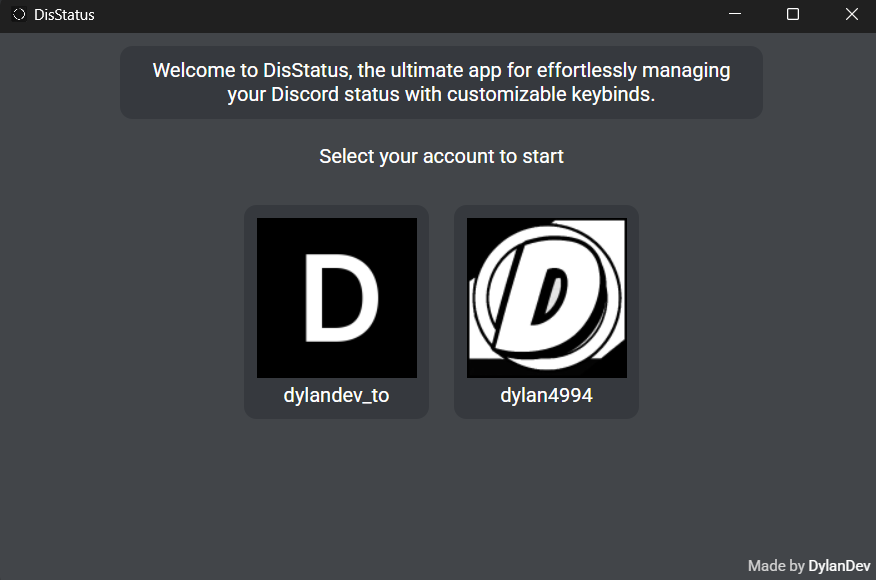 DisStatus
Welcome to DisStatus, the ultimate app for effortlessly managing
your Discord status with customizable keybinds.
Select your account to start
D
D
dylandev_to
dylan4994
Made by DylanDev